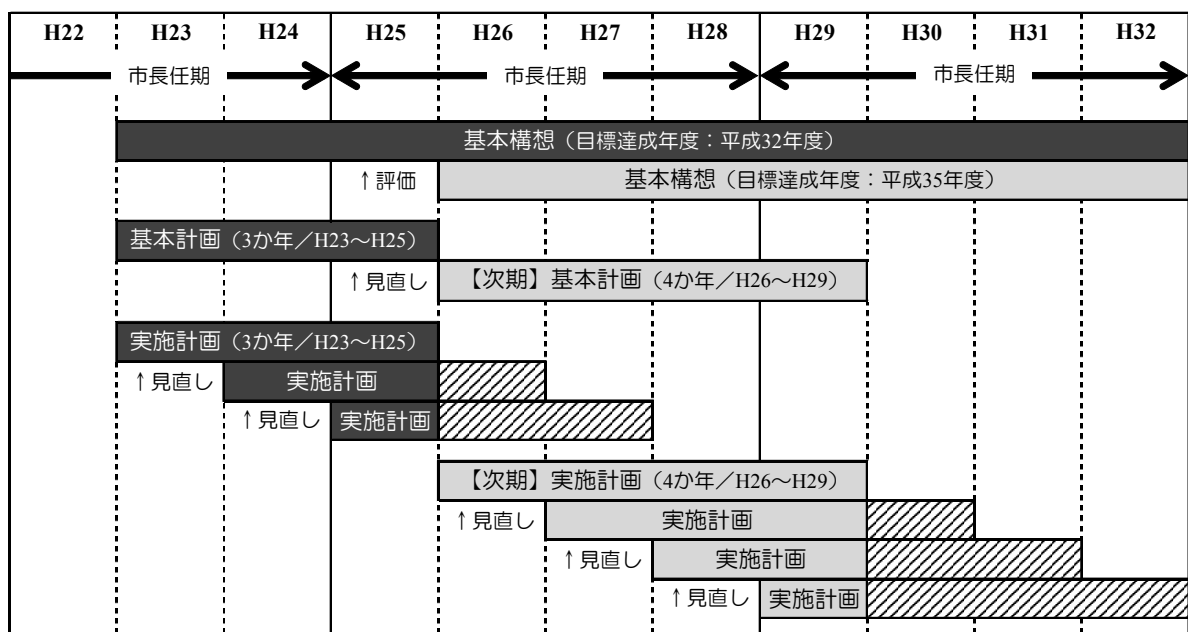 H22 H23 H24 H25 H26 H27 H28 H29 H30 H31 H32
市長任期 市長任期 市長任期
基本構想（目標達成年度：平成32年度）
↑評価 基本構想（目標達成年度：平成35年度）
基本計画（3か年／H23～H25）
↑見直し 【次期】基本計画（4か年／H26～H29）
実施計画（3か年／H23～H25）
↑見直し 実施計画
↑見直し 実施計画
【次期】実施計画（4か年／H26～H29）
↑見直し 実施計画
↑見直し 実施計画
↑見直し 実施計画